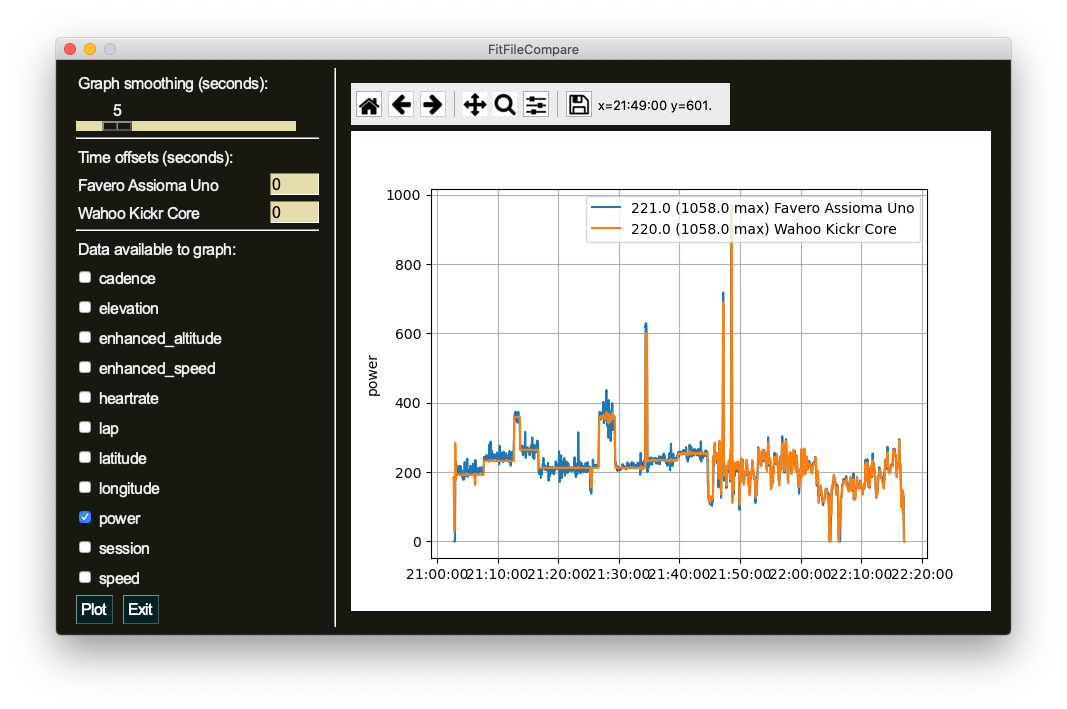 FitFileCompare
Graph smoothing (seconds):
5
Time offsets (seconds):
Favero Assioma Uno 0
Wahoo Kickr Core 0
Data available to graph:
cadence
elevation
enhanced_altitude
enhanced_speed
heartrate
lap
latitude
longitude
power
session
speed
Plot Exit
x=21:49:00 y=601.
221.0 (1058.0 max) Favero Assioma Uno
220.0 (1058.0 max) Wahoo Kickr Core
power
1000
800
600
400
200
0
21:00:00 21:10:00 21:20:00 21:30:00 21:40:00 21:50:00 22:00:00 22:10:00 22:20:00